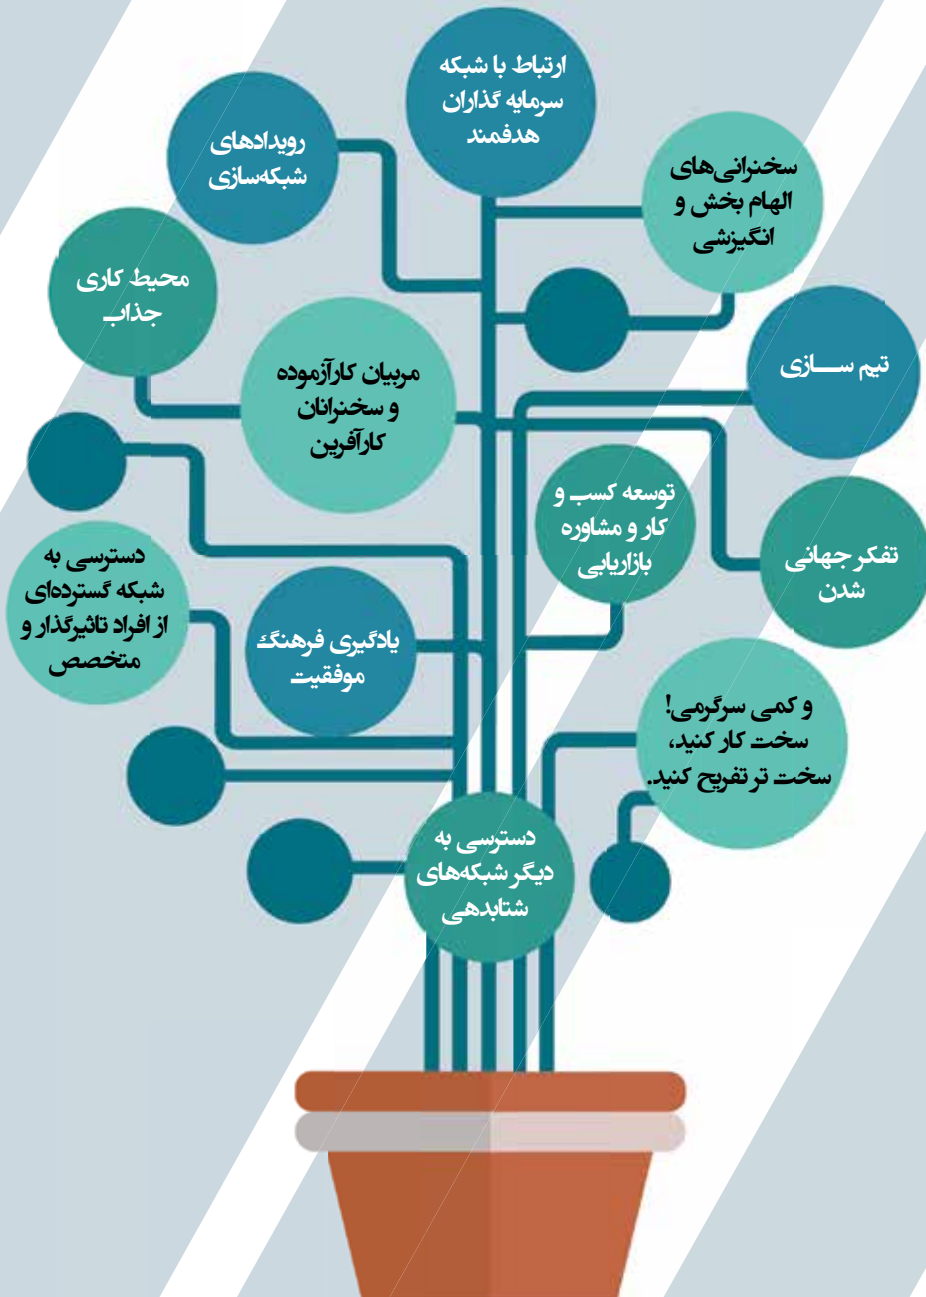 ارتباط با شبکه
سرمایه گذاران
هدفمند
رویدادهای
شبکه‌سازی
سخنرانی‌های
الهام بخش و
انگیزشی
محیط کاری
جذاب
مربیان کارآزموده
و سخنرانان
کارآفرین
تیم ســازی
توسعه کسب و
کار و مشاوره
بازاریابی
تفکر جهانی
شدن
دسترسی به
شبکه گسترده‌ای
از افراد تاثیرگذار و
متخصص
یادگیری فرهنگ
موفقیت
و کمی سرگرمی!
سخت کار کنید،
سخت تر تفریح کنید.
دسترسی به
دیگر شبکه‌های
شتابدهی